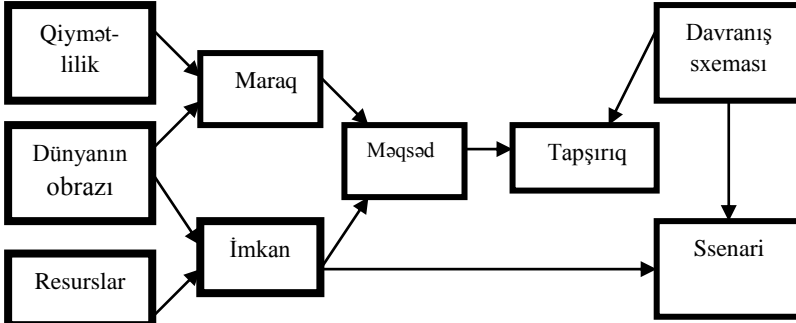 Qiymət-
lilik
Maraq
Davranış
sxeması
Dünyanın
obrazı
Məqsəd
Tapşırıq
İmkan
Resurslar
Ssenari